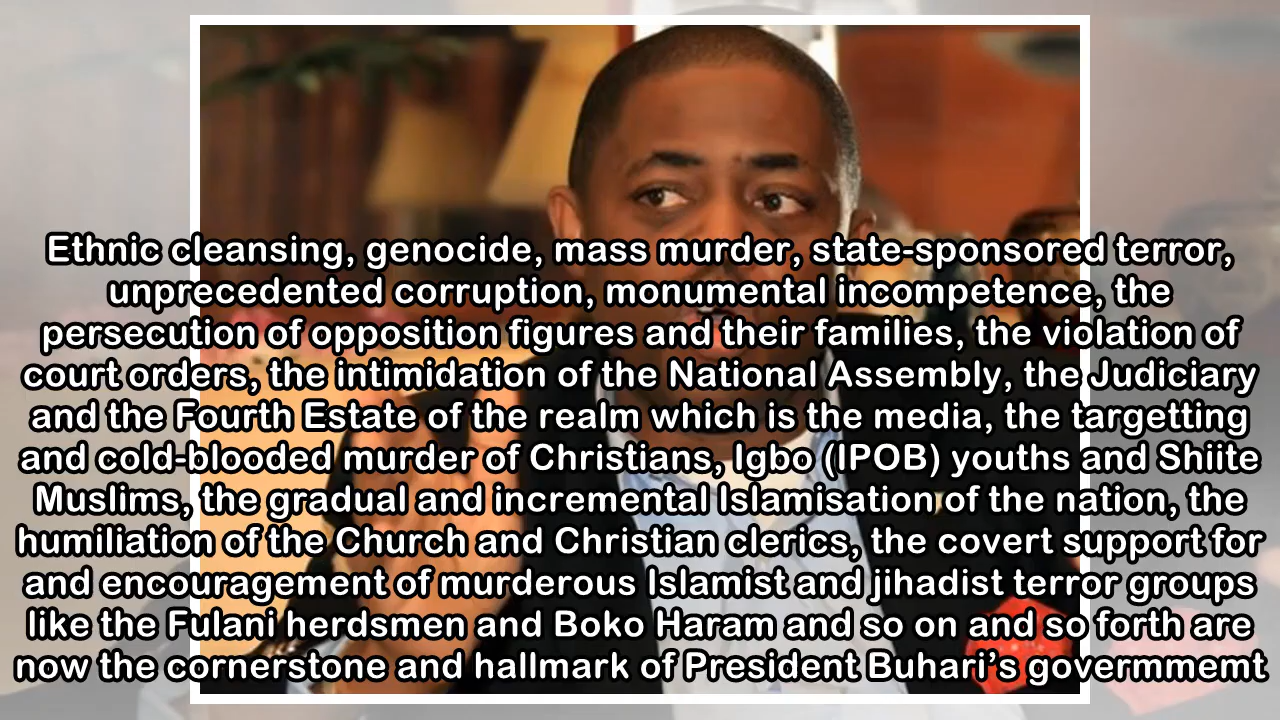 Ethnic cleansing, genocide, mass murder, state-sponsored terror,
unprecedented corruption, monumental incompetence, the
persecution of opposition figures and their families, the violation of
court orders, the intimidation of the National Assembly, the Judiciary
and the Fourth Estate of the realm which is the media, the targetting
and cold-blooded murder of Christians, Igbo (IPOB) youths and Shiite
Muslims, the gradual and incremental Islamisation of the nation, the
humiliation of the Church and Christian clerics, the covert support for
and encouragement of murderous Islamist and jihadist terror groups
like the Fulani herdsmen and Boko Haram and so on and so forth are
now the cornerstone and hallmark of President Buhari’s govermmemt